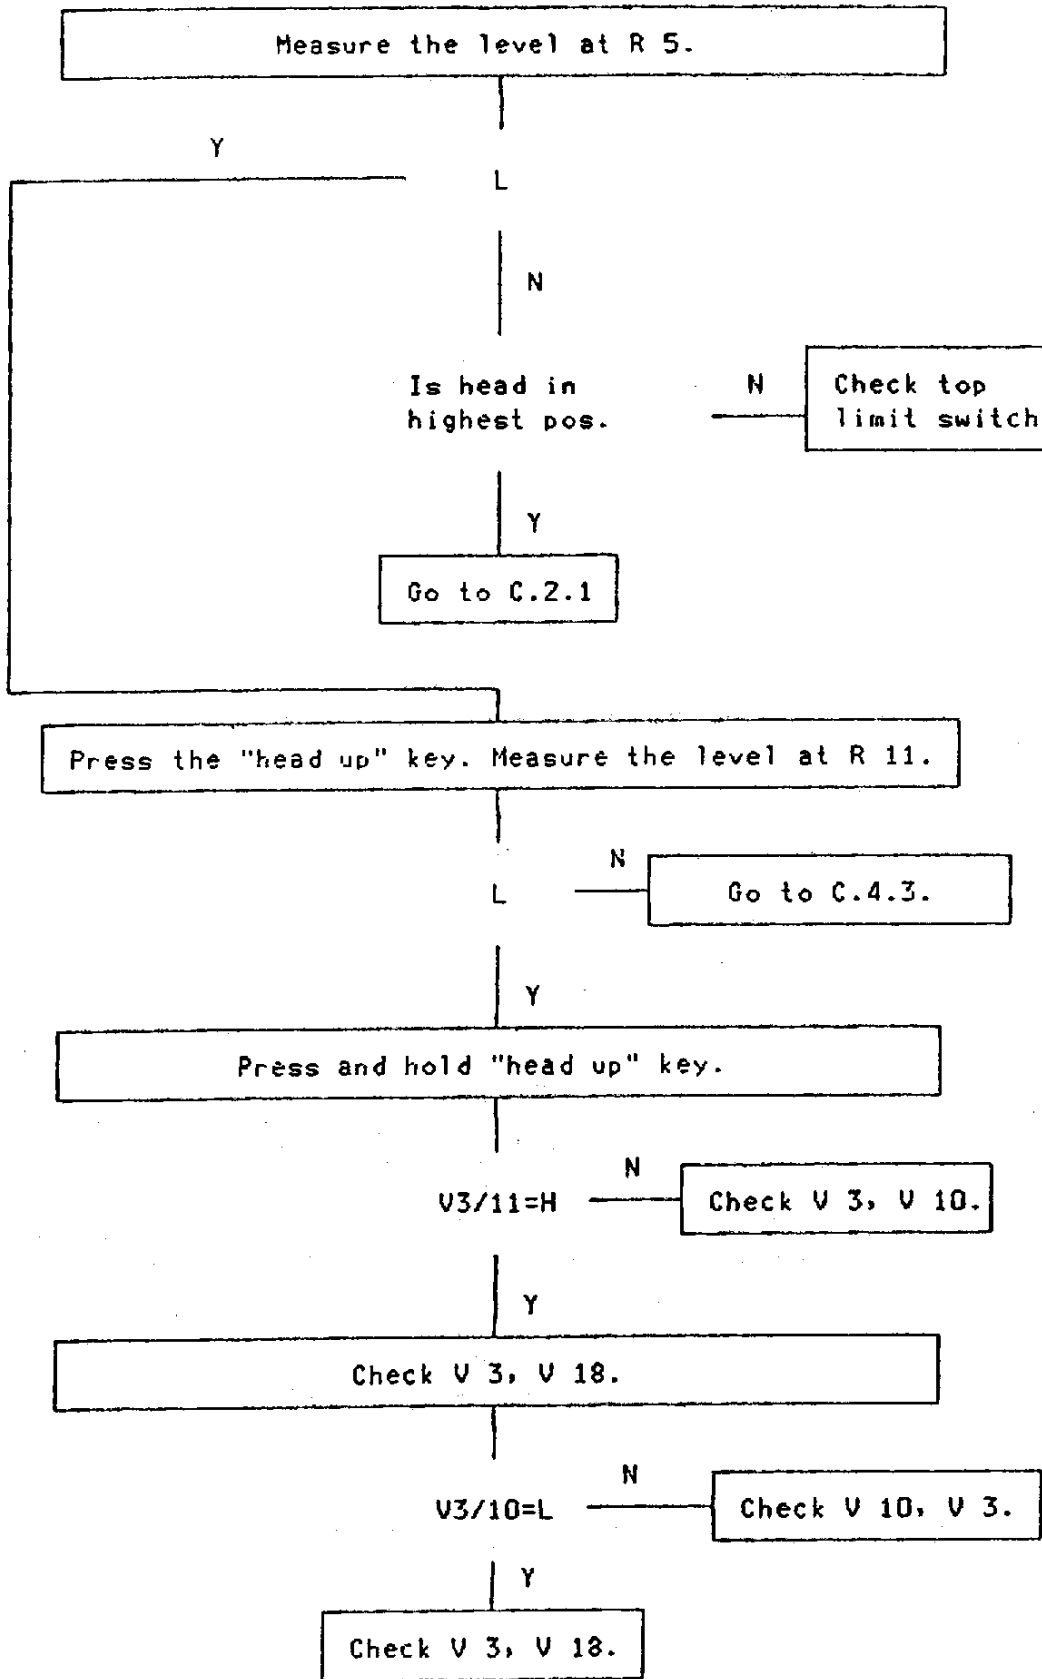 Measure the level at R 5.
Y
L
N
Is head in
highest pos.
N
Check top
limit switch
Y
Go to C.2.1
Press the "head up" key. Measure the level at R 11.
N
L
Go to C.4.3.
Y
Press and hold "head up" key.
N
V3/11=H
Check V 3, V 10.
Y
Check V 3, V 18.
N
V3/10=L
Check V 10, V 3.
Y
Check V 3, V 18.